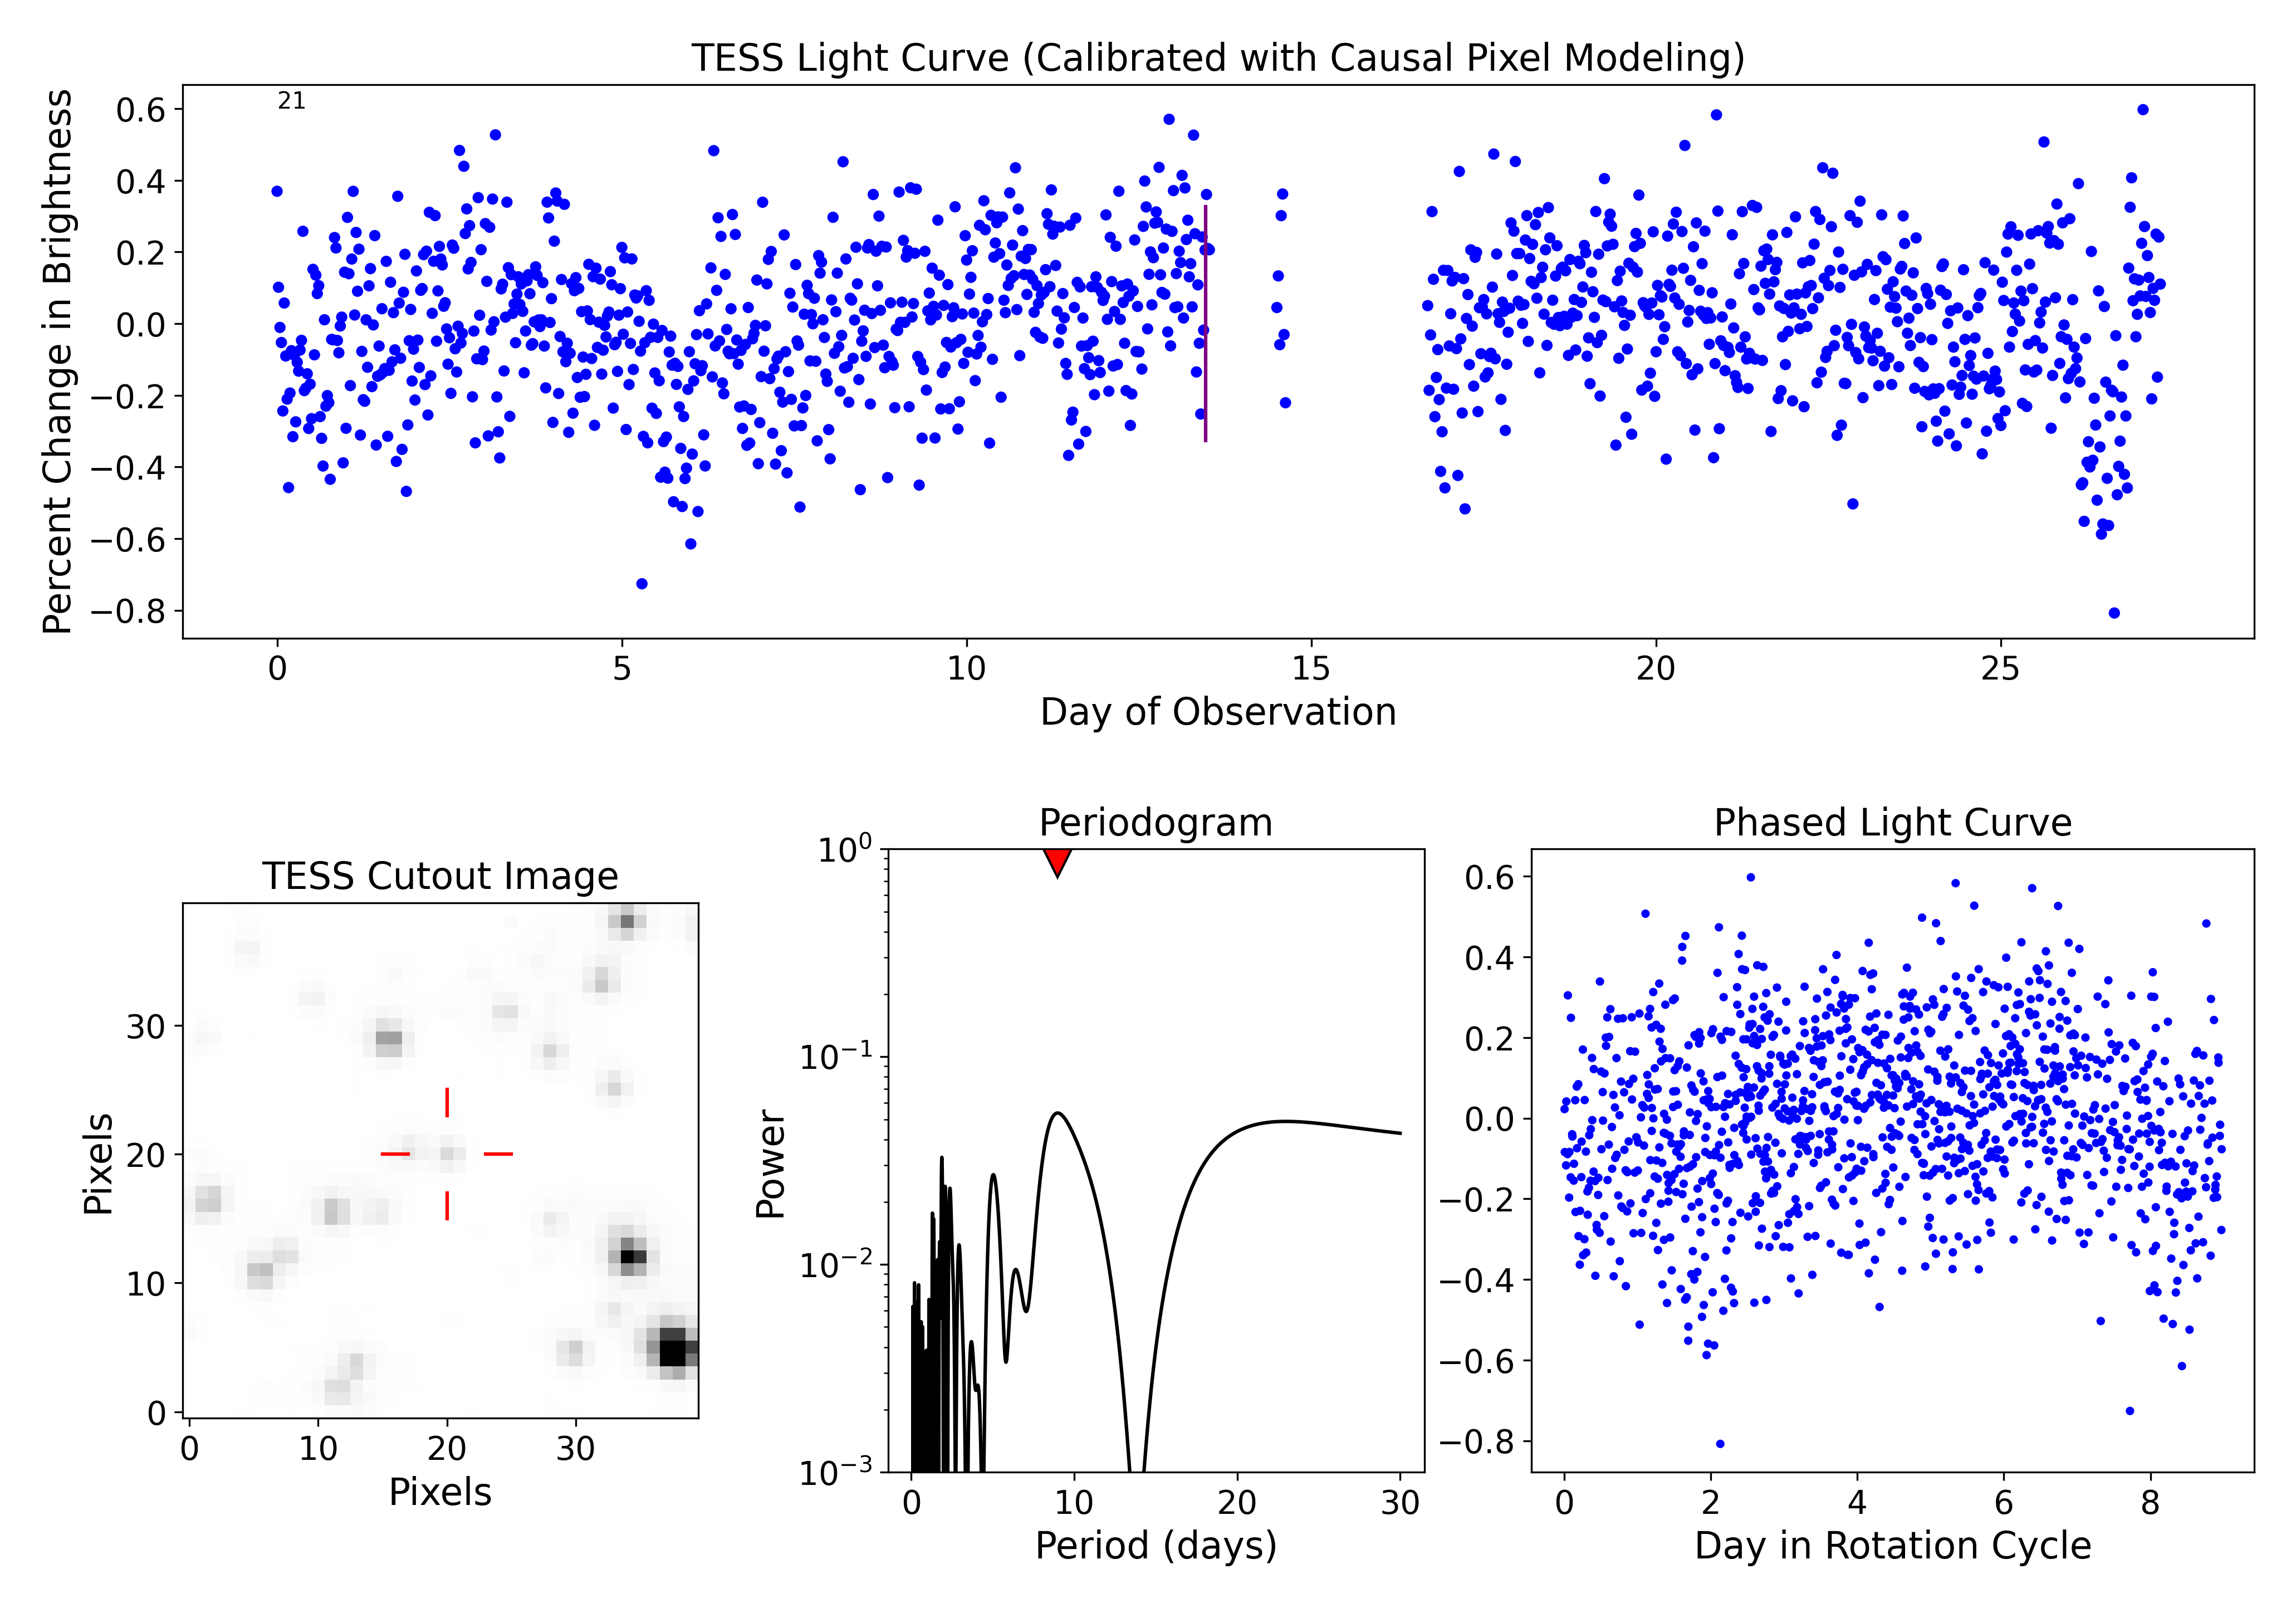 TESS Light Curve (Calibrated with Causal Pixel Modeling)
21
Percent Change in Brightness
0.6
0.4
0.2
0.0
−0.2
−0.4
−0.6
−0.8
0 5 10 15 20 25
Day of Observation
TESS Cutout Image
Pixels
30
20
10
0
0 10 20 30
Pixels
Periodogram
Power
10^0
10^-1
10^-2
10^-3
0 10 20 30
Period (days)
Phased Light Curve
0.6
0.4
0.2
0.0
−0.2
−0.4
−0.6
−0.8
0 2 4 6 8
Day in Rotation Cycle